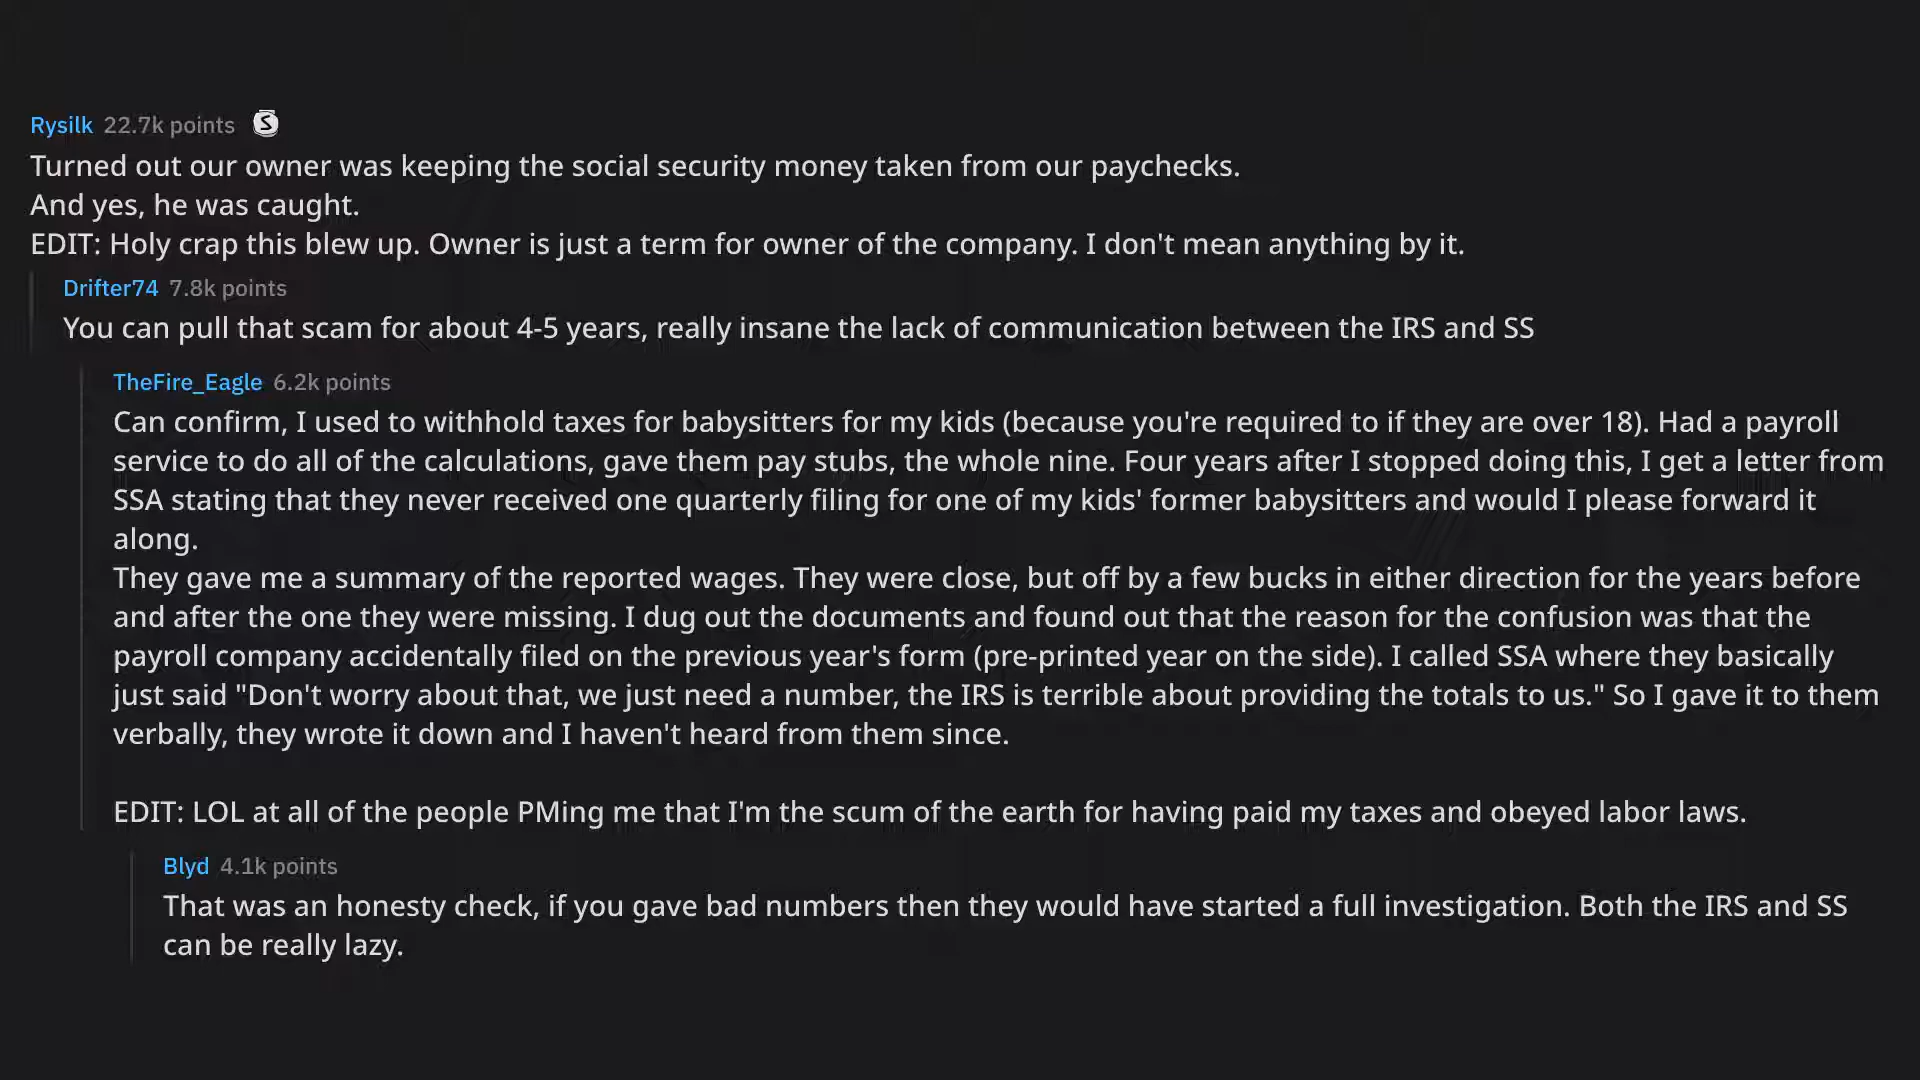 Rysilk 22.7k points S
Turned out our owner was keeping the social security money taken from our paychecks.
And yes, he was caught.
EDIT: Holy crap this blew up. Owner is just a term for owner of the company. I don't mean anything by it.
Drifter74 7.8k points
You can pull that scam for about 4-5 years, really insane the lack of communication between the IRS and SS
TheFire_Eagle 6.2k points
Can confirm, I used to withhold taxes for babysitters for my kids (because you're required to if they are over 18). Had a payroll
service to do all of the calculations, gave them pay stubs, the whole nine. Four years after I stopped doing this, I get a letter from
SSA stating that they never received one quarterly filing for one of my kids' former babysitters and would I please forward it
along.
They gave me a summary of the reported wages. They were close, but off by a few bucks in either direction for the years before
and after the one they were missing. I dug out the documents and found out that the reason for the confusion was that the
payroll company accidentally filed on the previous year's form (pre-printed year on the side). I called SSA where they basically
just said "Don't worry about that, we just need a number, the IRS is terrible about providing the totals to us." So I gave it to them
verbally, they wrote it down and I haven't heard from them since.
EDIT: LOL at all of the people PMing me that I'm the scum of the earth for having paid my taxes and obeyed labor laws.
Blyd 4.1k points
That was an honesty check, if you gave bad numbers then they would have started a full investigation. Both the IRS and SS
can be really lazy.